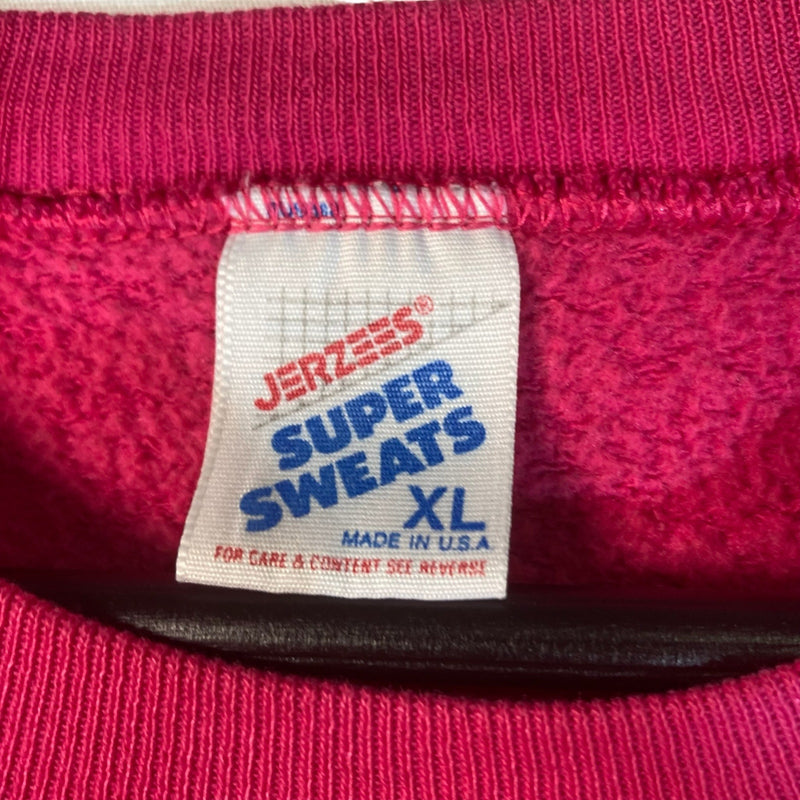 JERZEES®
SUPER
SWEATS
XL
MADE IN U.S.A
FOR CARE & CONTENT SEE REVERSE